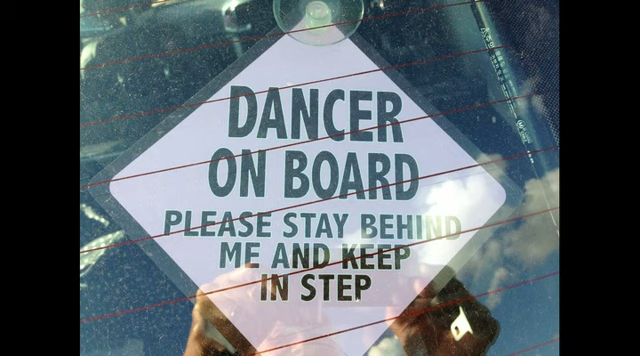 DANCER
ON BOARD
PLEASE STAY BEHIND
ME AND KEEP
IN STEP